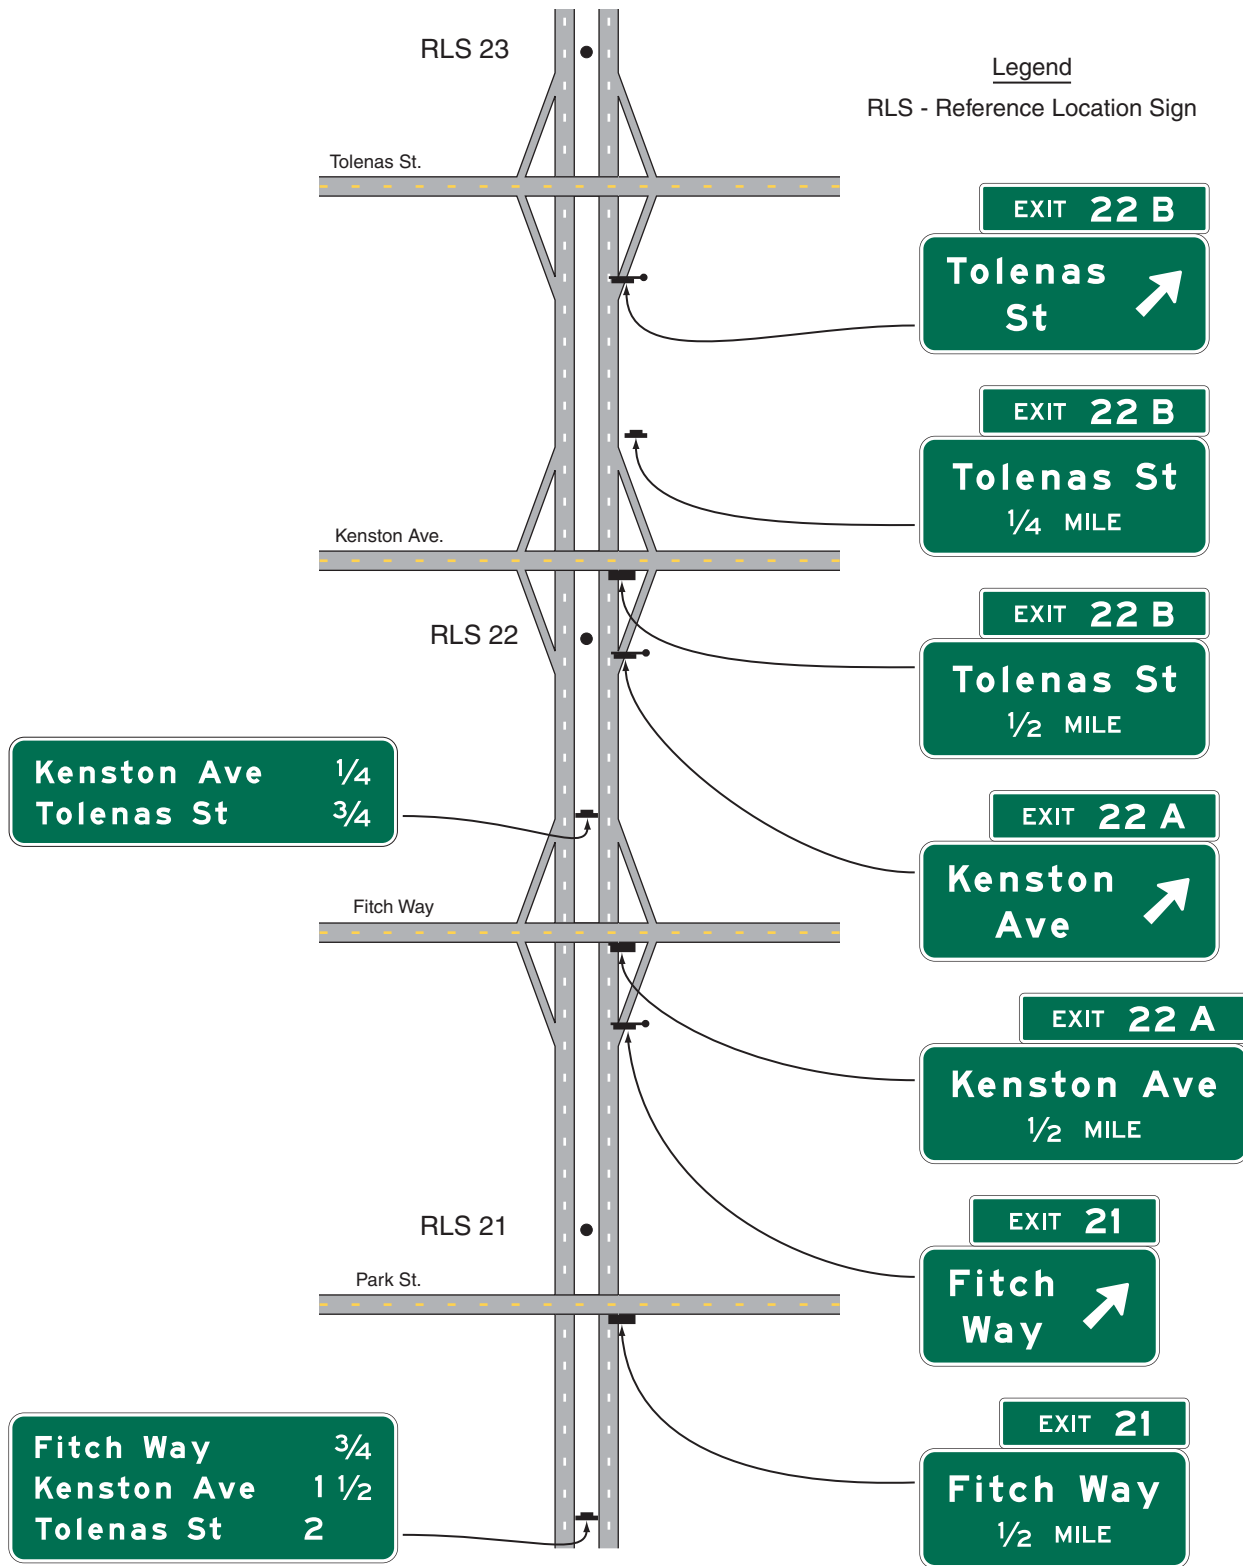 RLS 23
Legend
RLS - Reference Location Sign
Tolenas St.
EXIT 22 B
Tolenas
St
EXIT 22 B
Tolenas St
1/4 MILE
Kenston Ave.
EXIT 22 B
Tolenas St
1/2 MILE
RLS 22
Kenston Ave 1/4
Tolenas St 3/4
EXIT 22 A
Kenston
Ave
Fitch Way
EXIT 22 A
Kenston Ave
1/2 MILE
RLS 21
EXIT 21
Fitch
Way
Park St.
EXIT 21
Fitch Way
1/2 MILE
Fitch Way 3/4
Kenston Ave 1 1/2
Tolenas St 2